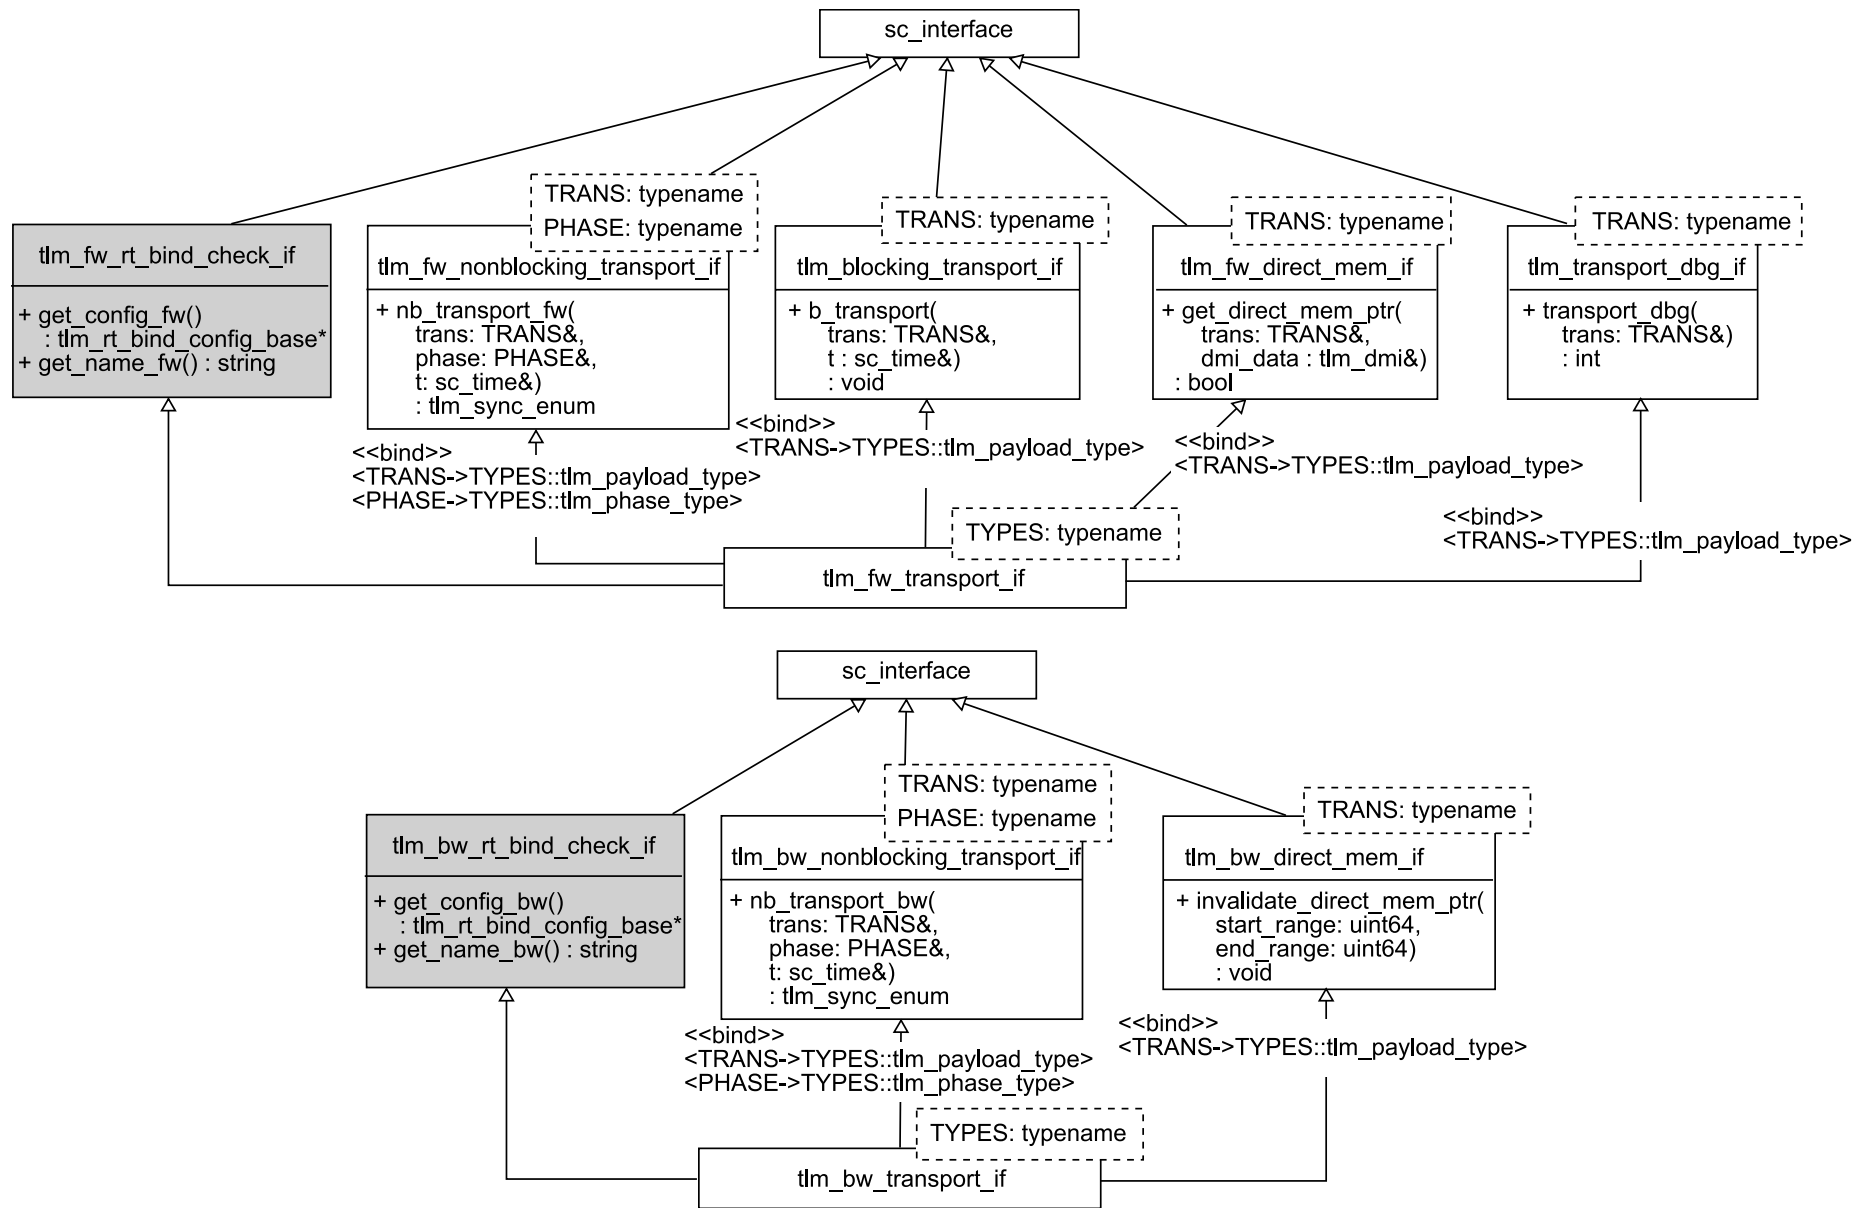 sc_interface
tlm_fw_rt_bind_check_if
+ get_config_fw()
: tlm_rt_bind_config_base*
+ get_name_fw() : string
TRANS: typename
PHASE: typename
tlm_fw_nonblocking_transport_if
+ nb_transport_fw(
trans: TRANS&,
phase: PHASE&,
t: sc_time&)
: tlm_sync_enum
TRANS: typename
tlm_blocking_transport_if
+ b_transport(
trans: TRANS&,
t : sc_time&)
: void
TRANS: typename
tlm_fw_direct_mem_if
+ get_direct_mem_ptr(
trans: TRANS&,
dmi_data : tlm_dmi&)
: bool
TRANS: typename
tlm_transport_dbg_if
+ transport_dbg(
trans: TRANS&)
: int
<<bind>>
<TRANS->TYPES::tlm_payload_type>
<PHASE->TYPES::tlm_phase_type>
<<bind>>
<TRANS->TYPES::tlm_payload_type>
<<bind>>
<TRANS->TYPES::tlm_payload_type>
<<bind>>
<TRANS->TYPES::tlm_payload_type>
TYPES: typename
tlm_fw_transport_if
sc_interface
tlm_bw_rt_bind_check_if
+ get_config_bw()
: tlm_rt_bind_config_base*
+ get_name_bw() : string
TRANS: typename
PHASE: typename
tlm_bw_nonblocking_transport_if
+ nb_transport_bw(
trans: TRANS&,
phase: PHASE&,
t: sc_time&)
: tlm_sync_enum
TRANS: typename
tlm_bw_direct_mem_if
+ invalidate_direct_mem_ptr(
start_range: uint64,
end_range: uint64)
: void
<<bind>>
<TRANS->TYPES::tlm_payload_type>
<PHASE->TYPES::tlm_phase_type>
<<bind>>
<TRANS->TYPES::tlm_payload_type>
TYPES: typename
tlm_bw_transport_if